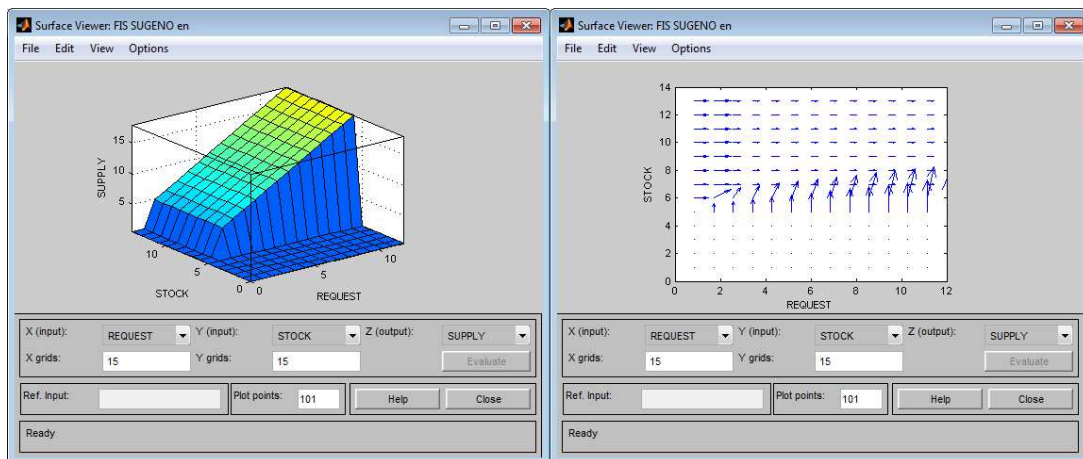 Surface Viewer: FIS SUGENO en
File Edit View Options
15
10
5
SUPPLY
10
5
0
STOCK
0
5
10
REQUEST
X (input): REQUEST Y (input): STOCK Z (output): SUPPLY
X grids: 15 Y grids: 15 Evaluate
Ref. Input: Plot points: 101 Help Close
Ready
Surface Viewer: FIS SUGENO en
File Edit View Options
14
12
10
8
6
4
2
0
STOCK
0 2 4 6 8 10 12
REQUEST
X (input): REQUEST Y (input): STOCK Z (output): SUPPLY
X grids: 15 Y grids: 15 Evaluate
Ref. Input: Plot points: 101 Help Close
Ready